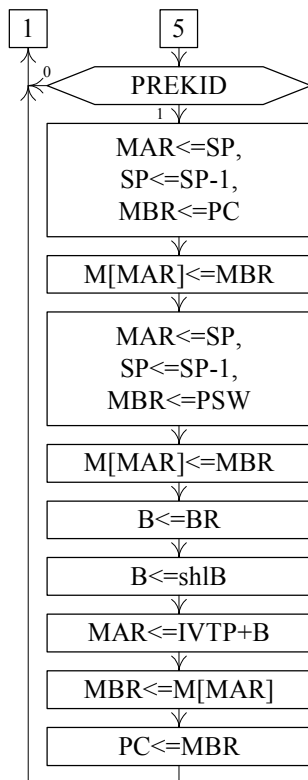 1
5
0
PREKID
1
MAR<=SP,
SP<=SP-1,
MBR<=PC
M[MAR]<=MBR
MAR<=SP,
SP<=SP-1,
MBR<=PSW
M[MAR]<=MBR
B<=BR
B<=shlB
MAR<=IVTP+B
MBR<=M[MAR]
PC<=MBR